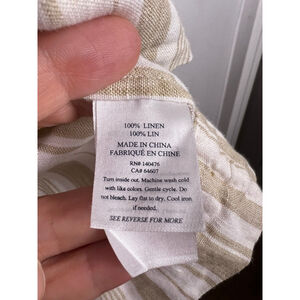 100% LINEN
100% LIN
MADE IN CHINA
FABRIQUÉ EN CHINE
RN# 140476
CA# 64607
Turn inside out. Machine wash cold
with like colors. Gentle cycle. Do
not bleach. Lay flat to dry. Cool iron
if needed.
SEE REVERSE FOR MORE